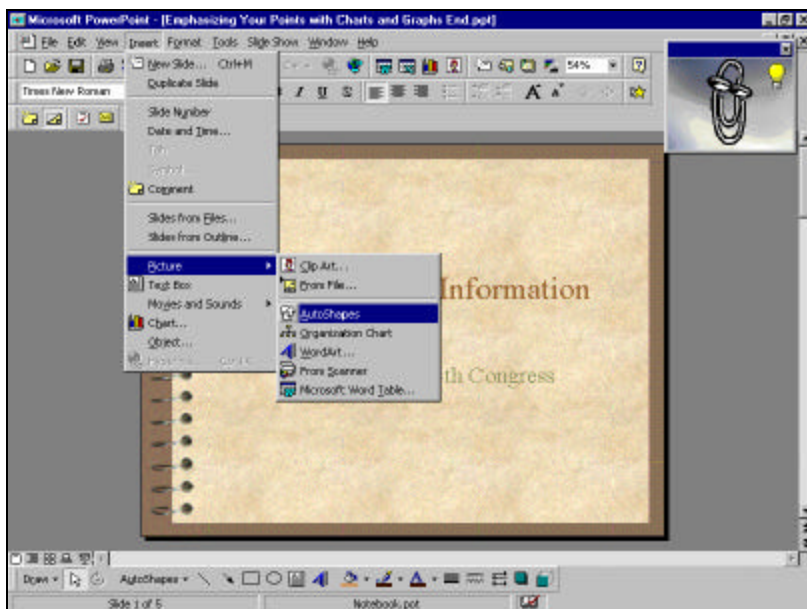 Microsoft PowerPoint - [Emphasizing Your Points with Charts and Graphs End.ppt]
File Edit View Insert Format Tools Slide Show Window Help
New Slide... Ctrl+M
54%
Duplicate Slide
Times New Roman
Slide Number
Date and Time...
Comment
Slides from Files...
Slides from Outline...
Picture
Clip Art...
Text Box
From File...
Information
Movies and Sounds
AutoShapes
Chart...
Organization Chart
Object...
WordArt...
From Scanner
th Congress
Microsoft Word Table...
Draw AutoShapes
Slide 1 of 5 Notebook.pot